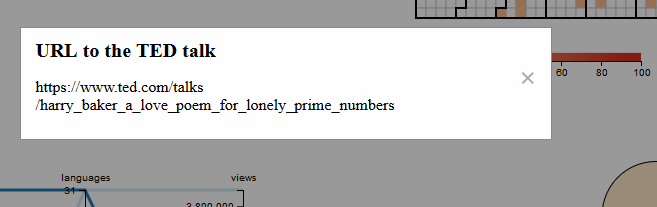 URL to the TED talk
https://www.ted.com/talks
/harry_baker_a_love_poem_for_lonely_prime_numbers
×
60 80 100
languages views
31
3,800,000